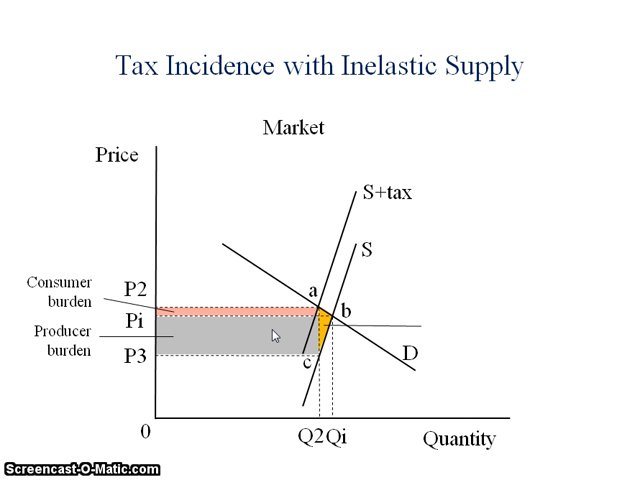 Tax Incidence with Inelastic Supply
Market
Price
S+tax
S
Consumer
burden
P2
a
b
Pi
Producer
burden
P3
c
D
0
Q2 Qi
Quantity
Screencast-O-Matic.com